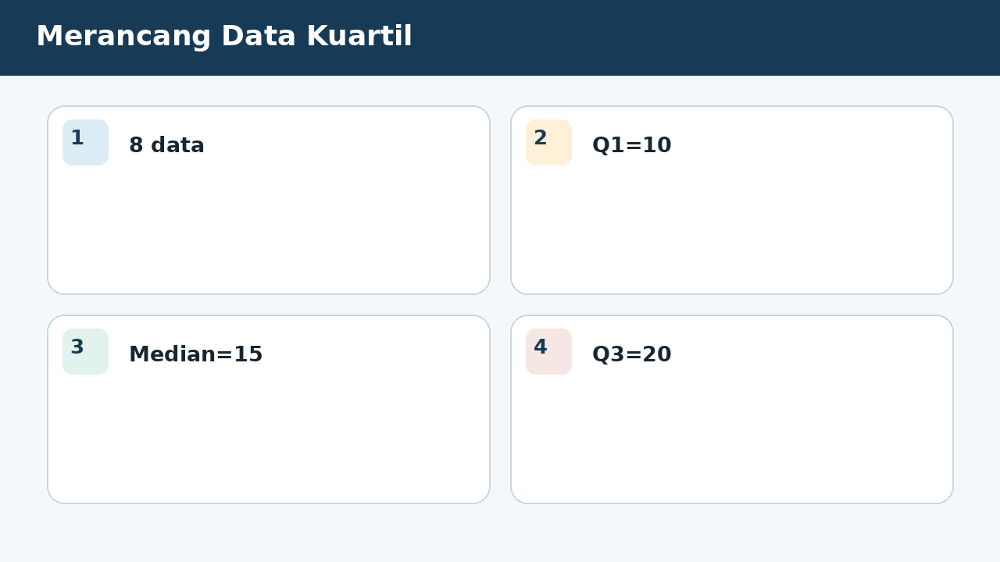 Merancang Data Kuartil
1
8 data
2
Q1=10
3
Median=15
4
Q3=20